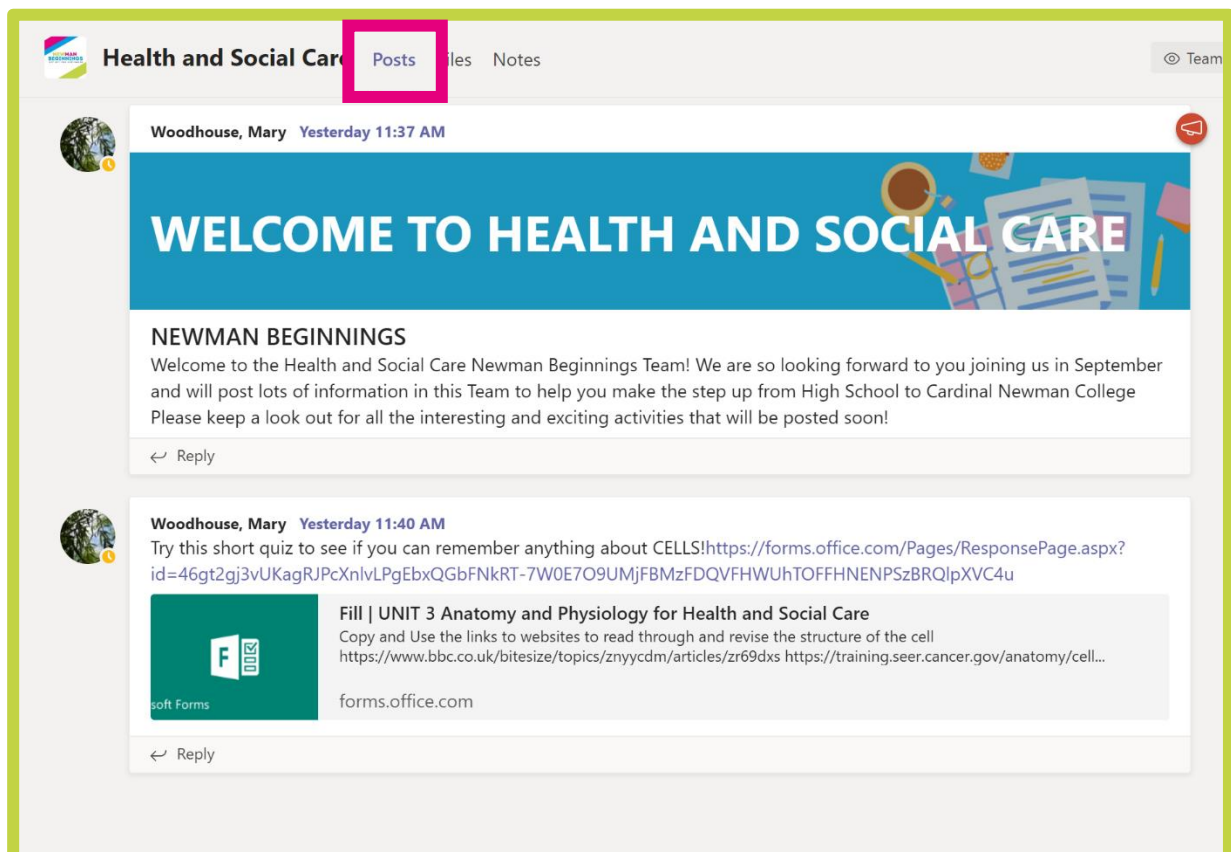 NEWMAN
BEGINNINGS
Health and Social Care Posts Files Notes
Team
Woodhouse, Mary Yesterday 11:37 AM
WELCOME TO HEALTH AND SOCIAL CARE
NEWMAN BEGINNINGS
Welcome to the Health and Social Care Newman Beginnings Team! We are so looking forward to you joining us in September
and will post lots of information in this Team to help you make the step up from High School to Cardinal Newman College
Please keep a look out for all the interesting and exciting activities that will be posted soon!
Reply
Woodhouse, Mary Yesterday 11:40 AM
Try this short quiz to see if you can remember anything about CELLS!https://forms.office.com/Pages/ResponsePage.aspx?
id=46gt2gj3vUKagRJPcXnlvLPgEbxQGbFNkRT-7W0E7O9UMjFBMzFDQVFHWUhTOFFHNENPSzBRQlpXVC4u
Fill | UNIT 3 Anatomy and Physiology for Health and Social Care
Copy and Use the links to websites to read through and revise the structure of the cell
https://www.bbc.co.uk/bitesize/topics/znyycdm/articles/zr69dxs https://training.seer.cancer.gov/anatomy/cell...
F
soft Forms
forms.office.com
Reply